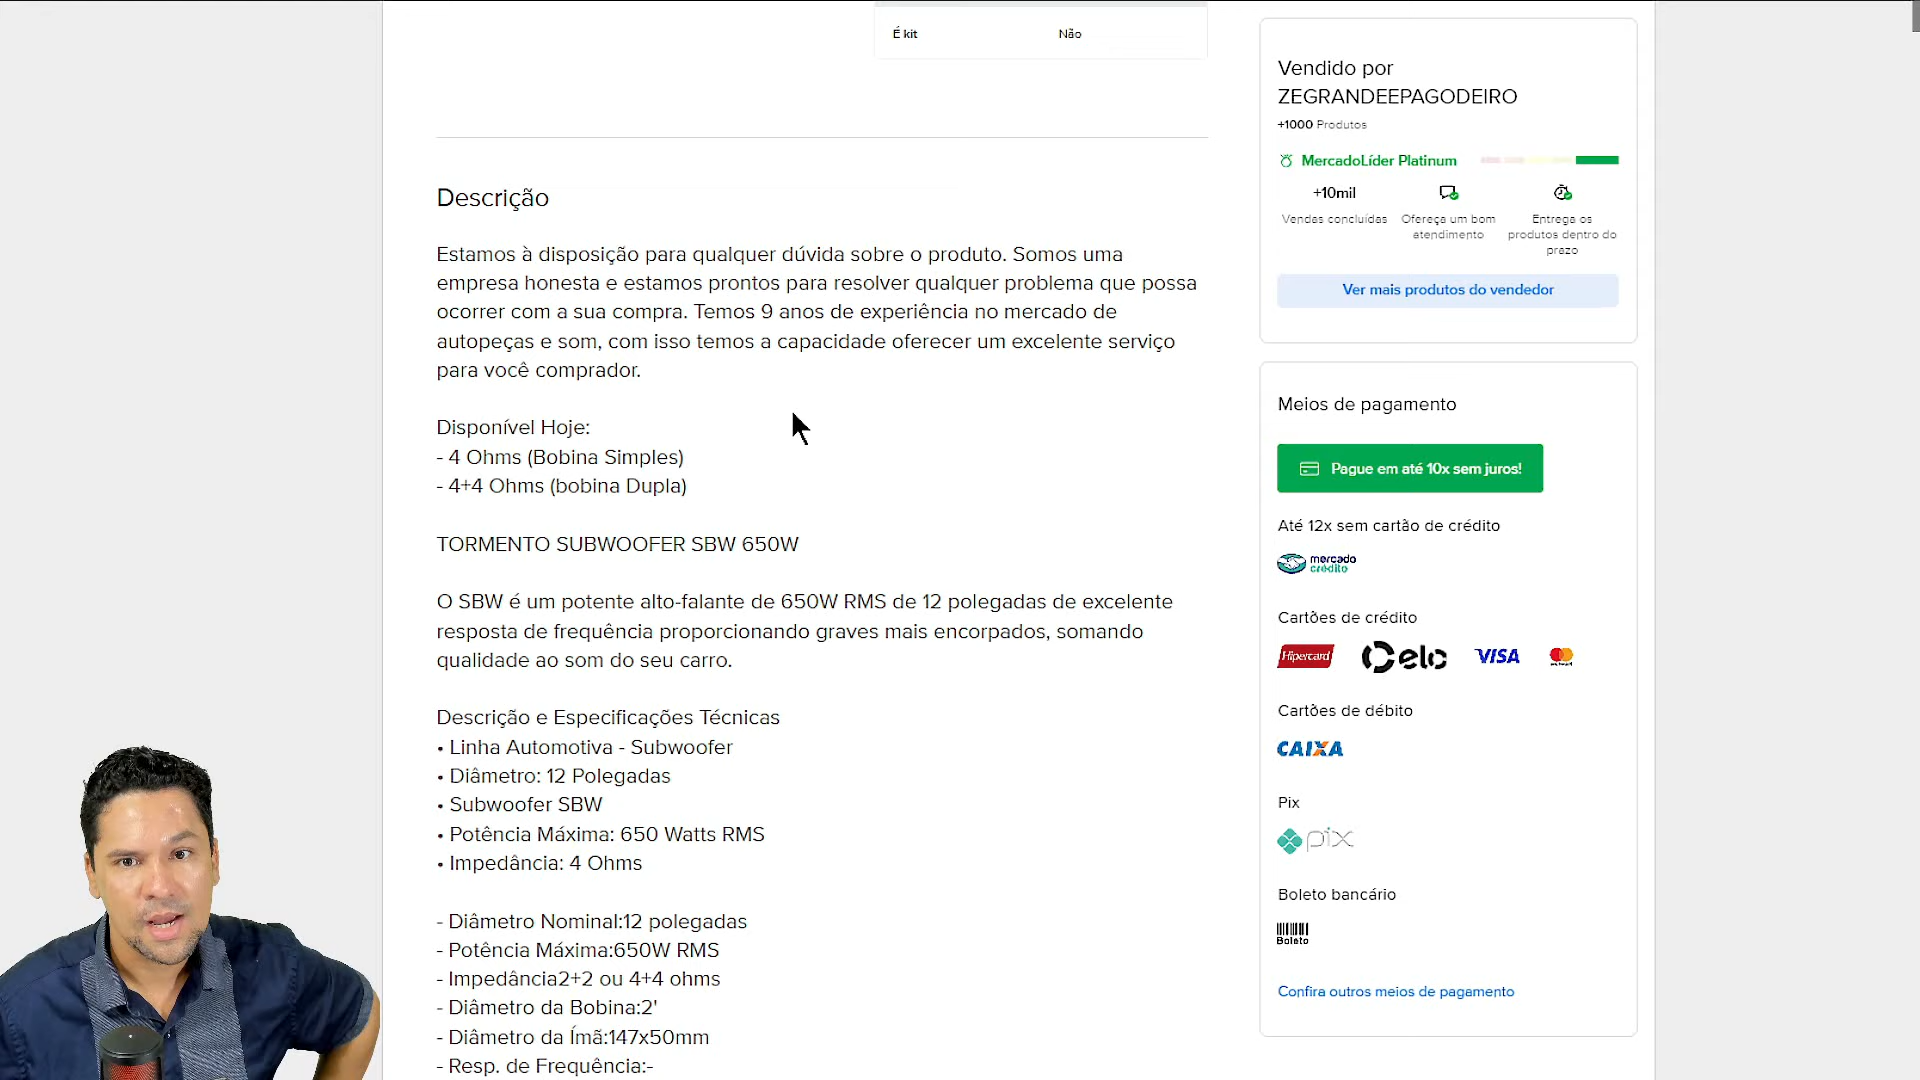 É kit
Não
Descrição
Estamos à disposição para qualquer dúvida sobre o produto. Somos uma
empresa honesta e estamos prontos para resolver qualquer problema que possa
ocorrer com a sua compra. Temos 9 anos de experiência no mercado de
autopeças e som, com isso temos a capacidade oferecer um excelente serviço
para você comprador.
Disponível Hoje:
- 4 Ohms (Bobina Simples)
- 4+4 Ohms (bobina Dupla)
TORMENTO SUBWOOFER SBW 650W
O SBW é um potente alto-falante de 650W RMS de 12 polegadas de excelente
resposta de frequência proporcionando graves mais encorpados, somando
qualidade ao som do seu carro.
Descrição e Especificações Técnicas
• Linha Automotiva - Subwoofer
• Diâmetro: 12 Polegadas
• Subwoofer SBW
• Potência Máxima: 650 Watts RMS
• Impedância: 4 Ohms
- Diâmetro Nominal:12 polegadas
- Potência Máxima:650W RMS
- Impedância2+2 ou 4+4 ohms
- Diâmetro da Bobina:2'
- Diâmetro da Ímã:147x50mm
- Resp. de Frequência:-
Vendido por
ZEGRANDEEPAGODEIRO
+1000 Produtos
MercadoLíder Platinum
+10mil
Vendas concluídas
Ofereça um bom
atendimento
Entrega os
produtos dentro do
prazo
Ver mais produtos do vendedor
Meios de pagamento
Pague em até 10x sem juros!
Até 12x sem cartão de crédito
mercado
crédito
Cartões de crédito
Hipercard
elo
VISA
Cartões de débito
CAIXA
Pix
pix
Boleto bancário
Boleto
Confira outros meios de pagamento